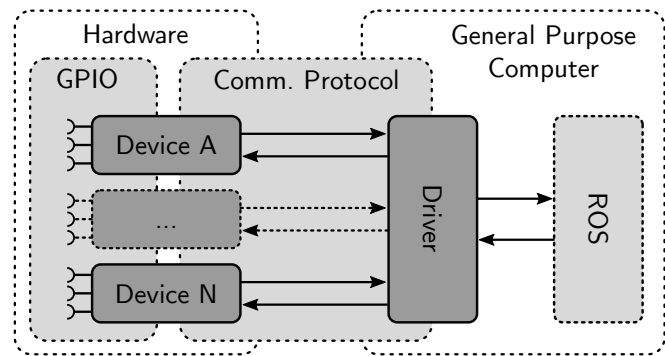 Hardware
General Purpose
Computer
GPIO
Comm. Protocol
Device A
...
Device N
Driver
ROS